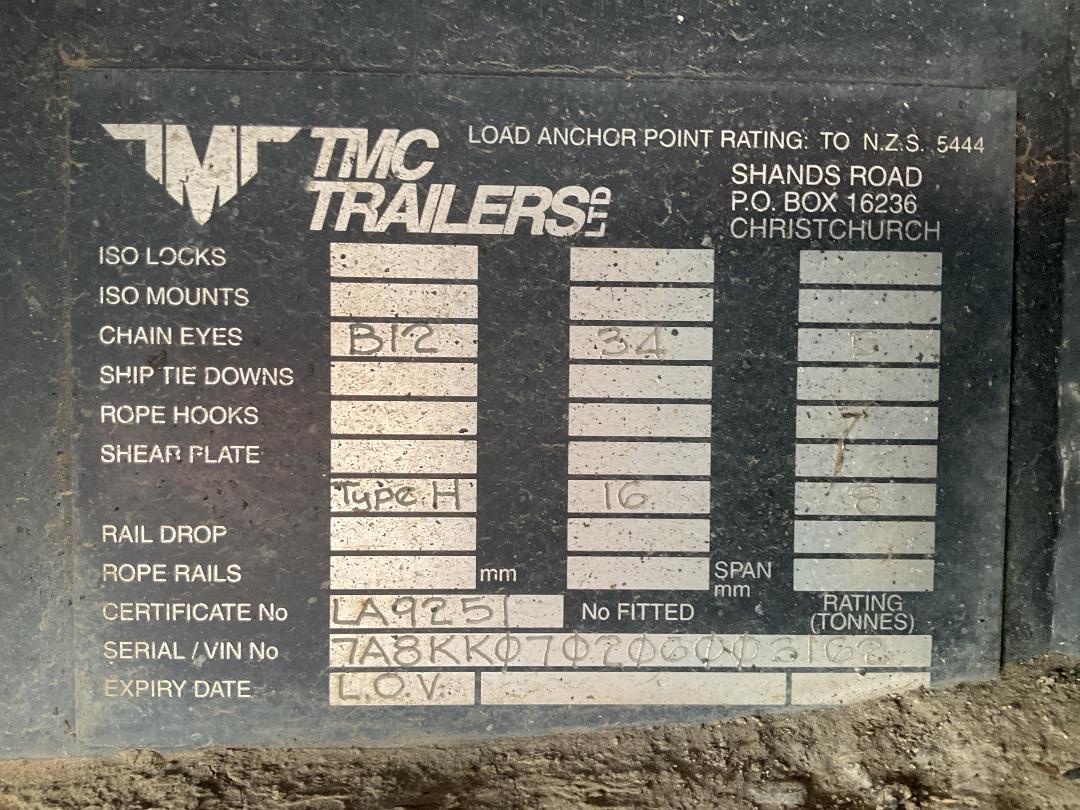 TMT TMC TRAILERS LTD
LOAD ANCHOR POINT RATING: TO N.Z.S. 5444
SHANDS ROAD
P.O. BOX 16236
CHRISTCHURCH
ISO LOCKS
ISO MOUNTS
CHAIN EYES B12 34 5
SHIP TIE DOWNS
ROPE HOOKS
SHEAR PLATE
Type H 16 8
RAIL DROP
ROPE RAILS mm SPAN mm
CERTIFICATE No LA9251 No FITTED RATING (TONNES)
SERIAL / VIN No
EXPIRY DATE L.O.V.